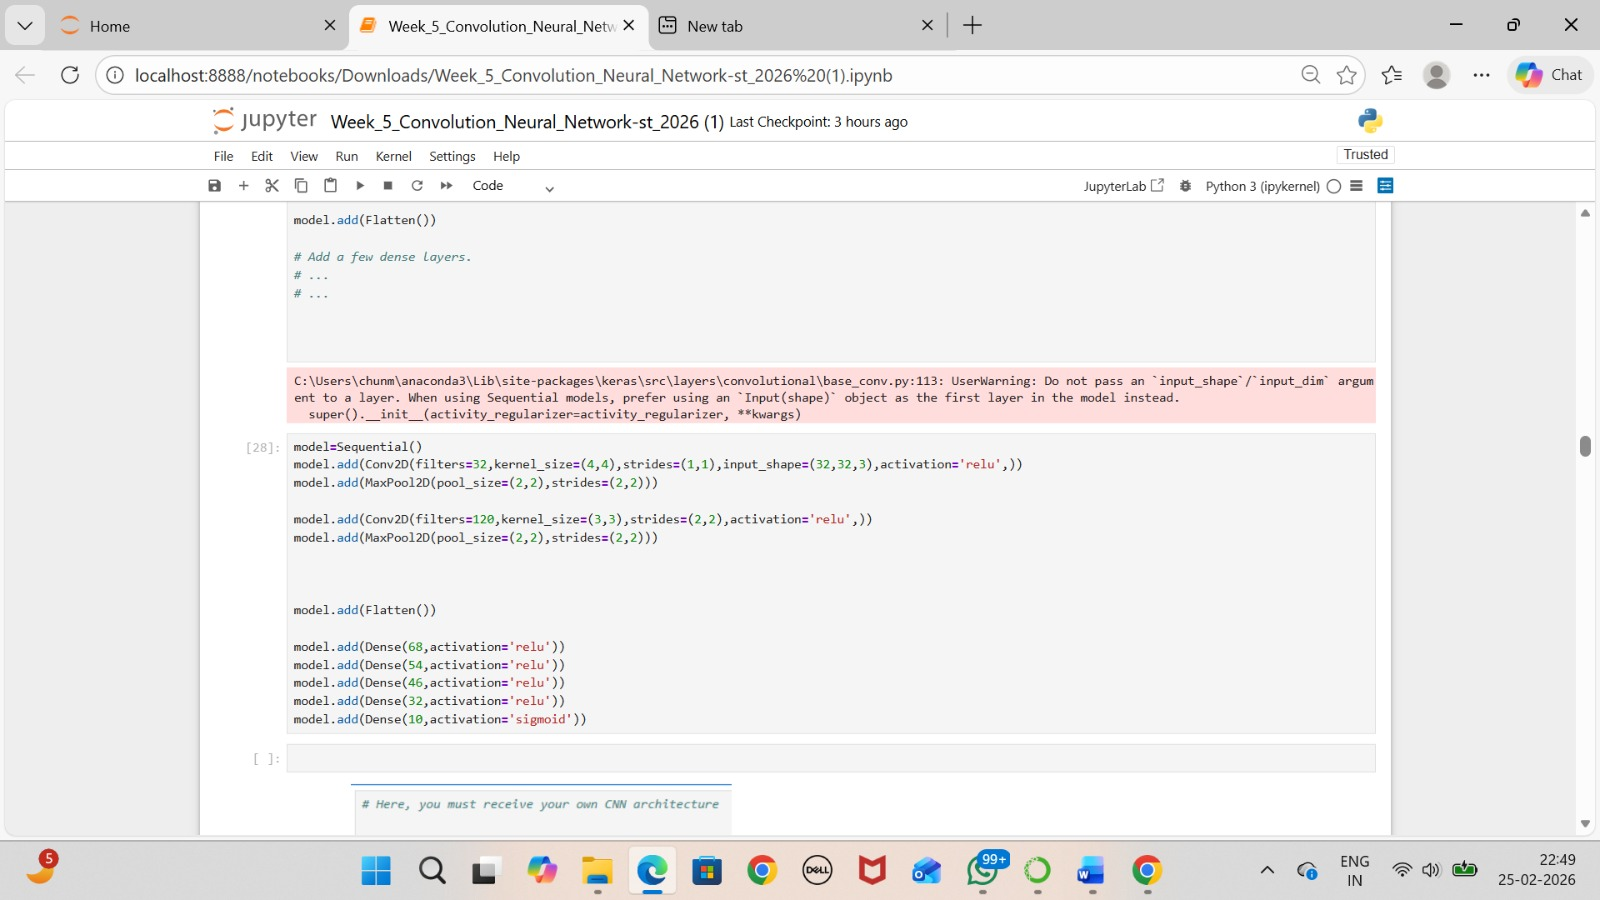 Home
Week_5_Convolution_Neural_Netw
New tab
localhost:8888/notebooks/Downloads/Week_5_Convolution_Neural_Network-st_2026%20(1).ipynb
Chat
jupyter Week_5_Convolution_Neural_Network-st_2026 (1) Last Checkpoint: 3 hours ago
File Edit View Run Kernel Settings Help
Trusted
Code
JupyterLab
Python 3 (ipykernel)
model.add(Flatten())
# Add a few dense layers.
# ...
# ...
C:\Users\chunm\anaconda3\Lib\site-packages\keras\src\layers\convolutional\base_conv.py:113: UserWarning: Do not pass an `input_shape`/`input_dim` argum
ent to a layer. When using Sequential models, prefer using an `Input(shape)` object as the first layer in the model instead.
super().__init__(activity_regularizer=activity_regularizer, **kwargs)
[28]: model=Sequential()
model.add(Conv2D(filters=32,kernel_size=(4,4),strides=(1,1),input_shape=(32,32,3),activation='relu',))
model.add(MaxPool2D(pool_size=(2,2),strides=(2,2)))
model.add(Conv2D(filters=120,kernel_size=(3,3),strides=(2,2),activation='relu',))
model.add(MaxPool2D(pool_size=(2,2),strides=(2,2)))
model.add(Flatten())
model.add(Dense(68,activation='relu'))
model.add(Dense(54,activation='relu'))
model.add(Dense(46,activation='relu'))
model.add(Dense(32,activation='relu'))
model.add(Dense(10,activation='sigmoid'))
[ ]:
# Here, you must receive your own CNN architecture
5
DELL
99+
ENG
IN
22:49
25-02-2026